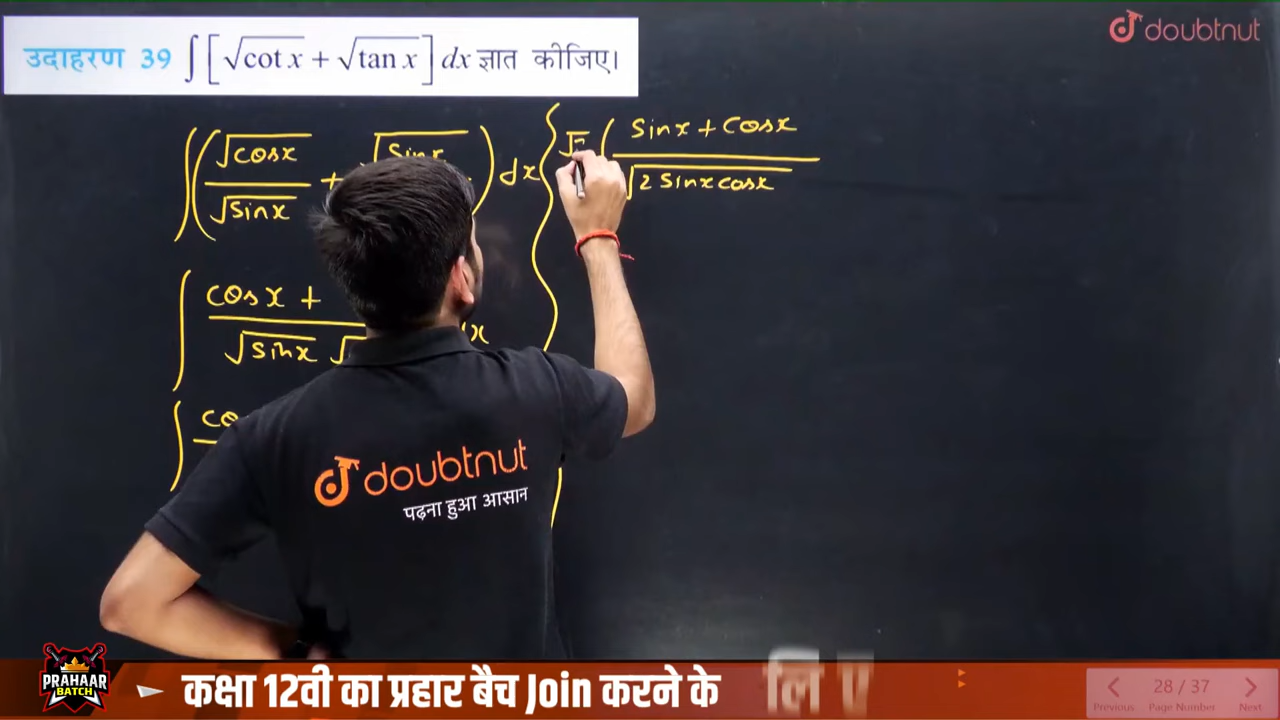 उदाहरण 39 ∫ [√cot x + √tan x] dx ज्ञात कीजिए।
doubtnut
∫ (√cosx / √sinx + √Sinx) dx
∫ cosx + / √sinx √ x
∫ co
√2 ∫ Sinx + Cosx / √2 Sinx cosx
doubtnut
पढ़ना हुआ आसान
PRAHAAR
BATCH
कक्षा 12वी का प्रहार बैच Join करने के लिए
28 / 37
Previous Page Number Next